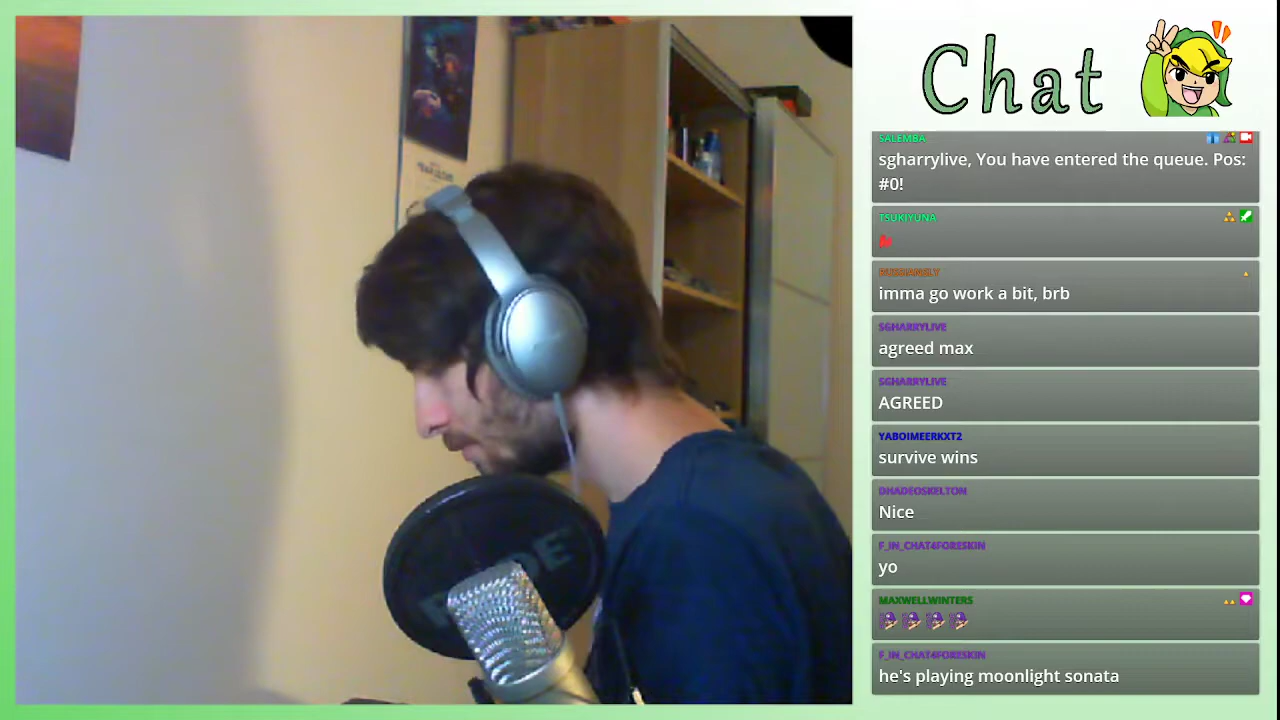 Chat
SALEMBA
sgharrylive, You have entered the queue. Pos:
#0!
TSUKIYUNA
imma go work a bit, brb
SGHARRYLIVE
agreed max
SGHARRYLIVE
AGREED
YABOIMEERKXT2
survive wins
DHADEOSKELTON
Nice
F_IN_CHAT4FORESKIN
yo
MAXWELLWINTERS
F_IN_CHAT4FORESKIN
he's playing moonlight sonata